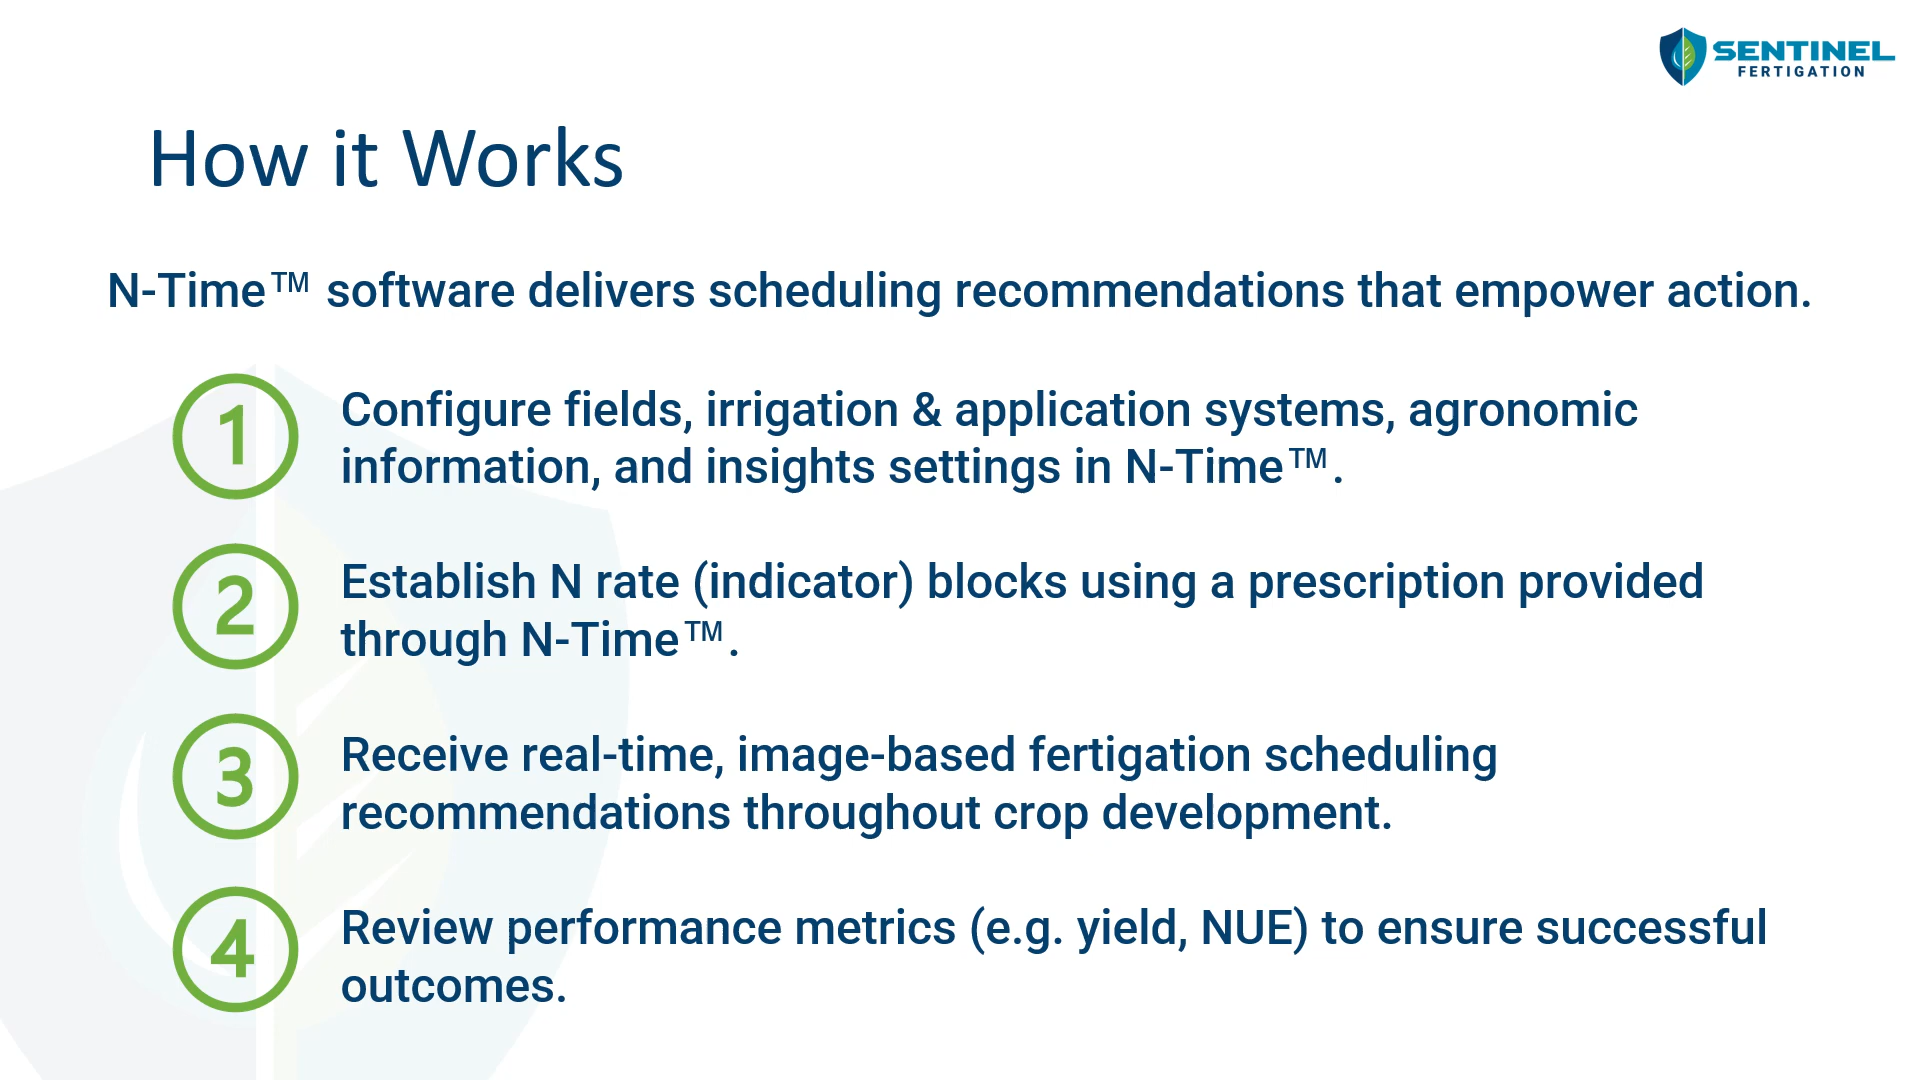 SENTINEL
FERTIGATION
How it Works
N-Time™ software delivers scheduling recommendations that empower action.
1
Configure fields, irrigation & application systems, agronomic
information, and insights settings in N-Time™.
2
Establish N rate (indicator) blocks using a prescription provided
through N-Time™.
3
Receive real-time, image-based fertigation scheduling
recommendations throughout crop development.
4
Review performance metrics (e.g. yield, NUE) to ensure successful
outcomes.